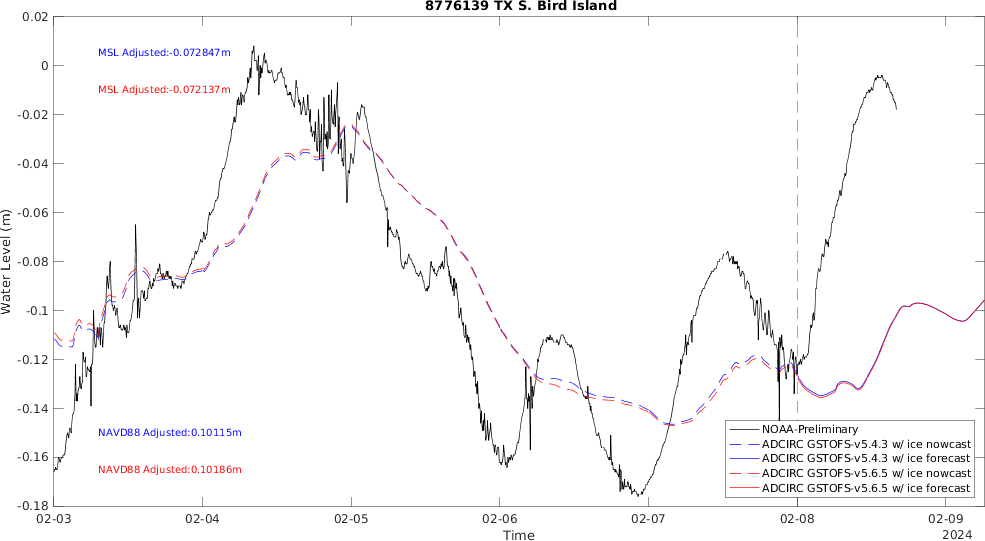 8776139 TX S. Bird Island
0.02
0
-0.02
-0.04
-0.06
-0.08
-0.1
-0.12
-0.14
-0.16
-0.18
Water Level (m)
MSL Adjusted:-0.072847m
MSL Adjusted:-0.072137m
NAVD88 Adjusted:0.10115m
NAVD88 Adjusted:0.10186m
NOAA-Preliminary
ADCIRC GSTOFS-v5.4.3 w/ ice nowcast
ADCIRC GSTOFS-v5.4.3 w/ ice forecast
ADCIRC GSTOFS-v5.6.5 w/ ice nowcast
ADCIRC GSTOFS-v5.6.5 w/ ice forecast
02-03 02-04 02-05 02-06 02-07 02-08 02-09
Time
2024